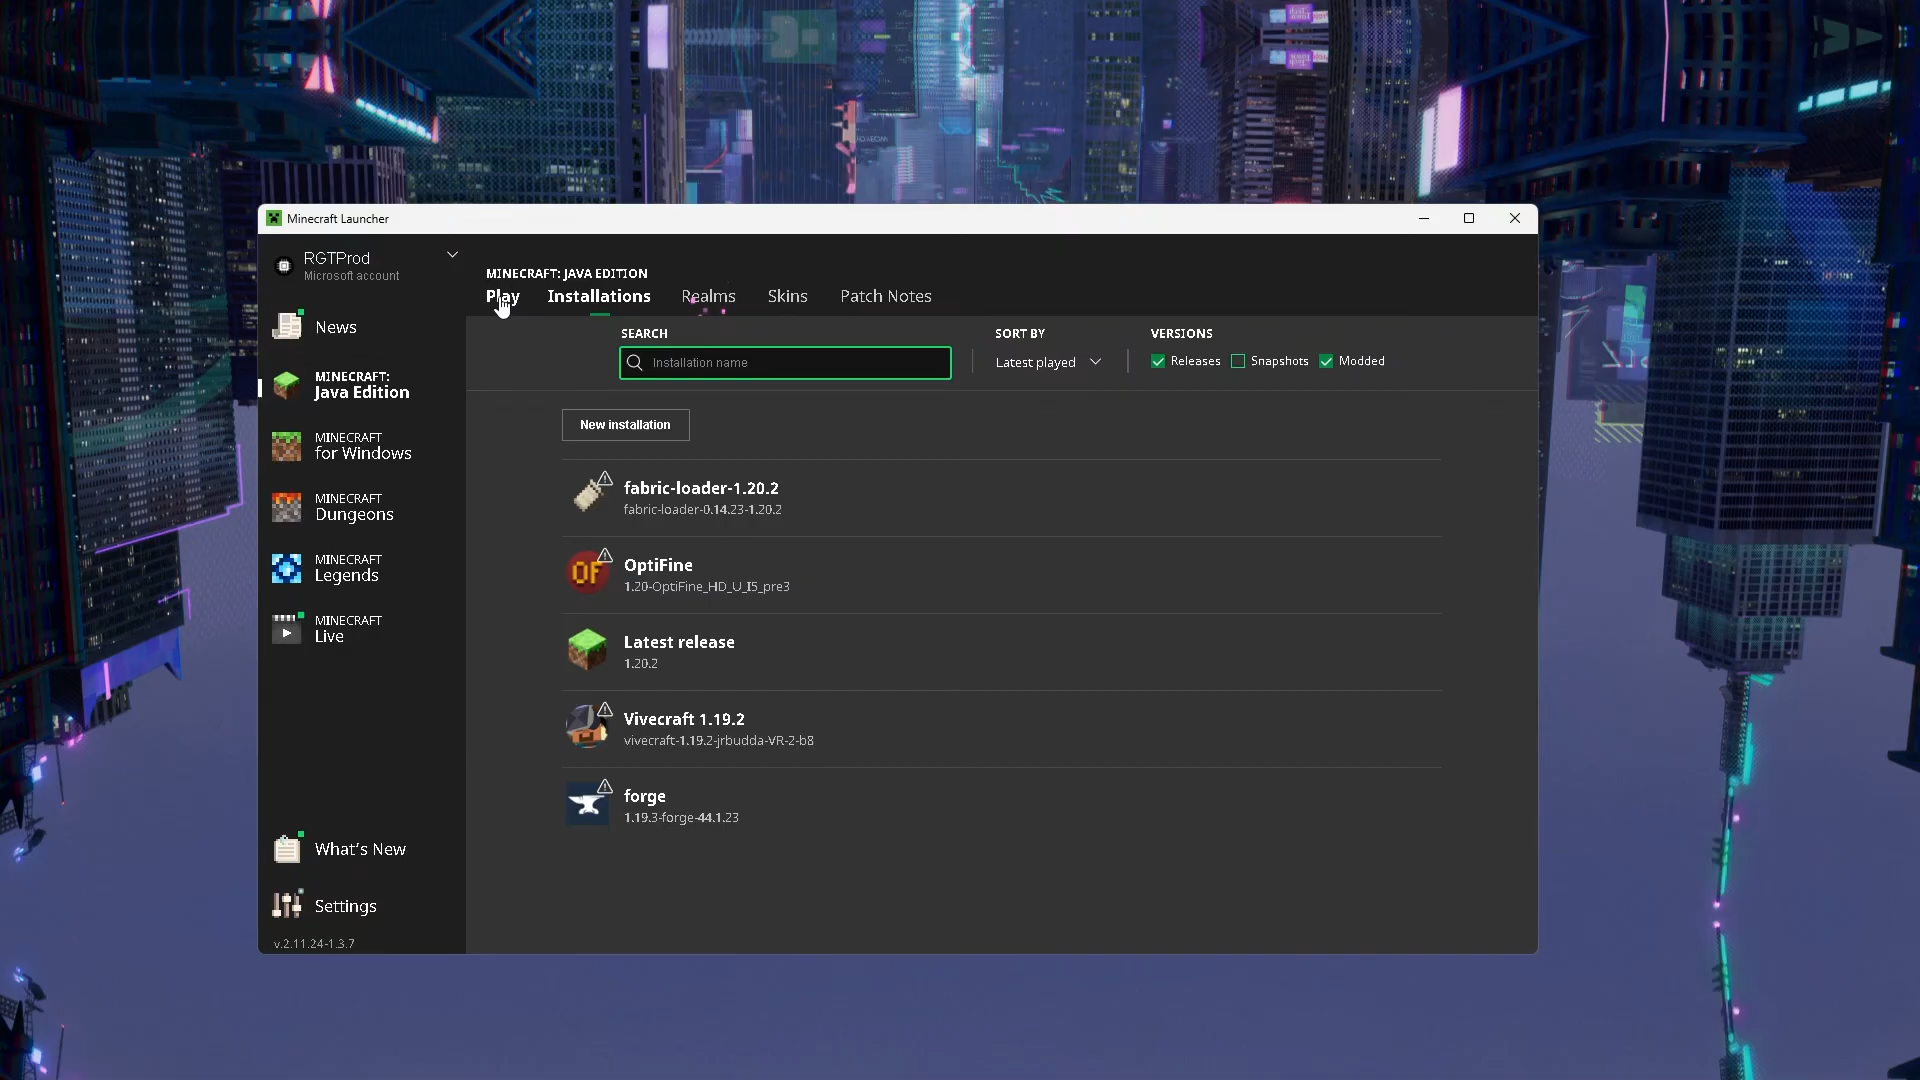 Minecraft Launcher
RGTProd
Microsoft account
News
MINECRAFT:
Java Edition
MINECRAFT
for Windows
MINECRAFT
Dungeons
MINECRAFT
Legends
MINECRAFT
Live
What's New
Settings
v.2.11.24-1.3.7
MINECRAFT: JAVA EDITION
Play Installations Realms Skins Patch Notes
SEARCH SORT BY VERSIONS
Installation name Latest played Releases Snapshots Modded
New installation
fabric-loader-1.20.2
fabric-loader-0.14.23-1.20.2
OF
OptiFine
1.20-OptiFine_HD_U_I5_pre3
Latest release
1.20.2
Vivecraft 1.19.2
vivecraft-1.19.2-jrbudda-VR-2-b8
forge
1.19.3-forge-44.1.23